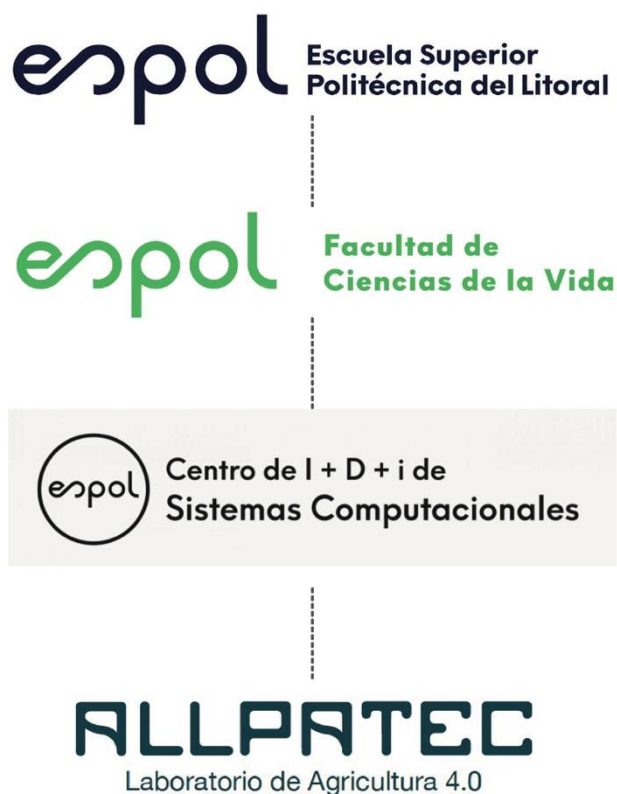 espol
Escuela Superior
Politécnica del Litoral
espol
Facultad de
Ciencias de la Vida
espol
Centro de I + D + i de
Sistemas Computacionales
ALLPATEC
Laboratorio de Agricultura 4.0